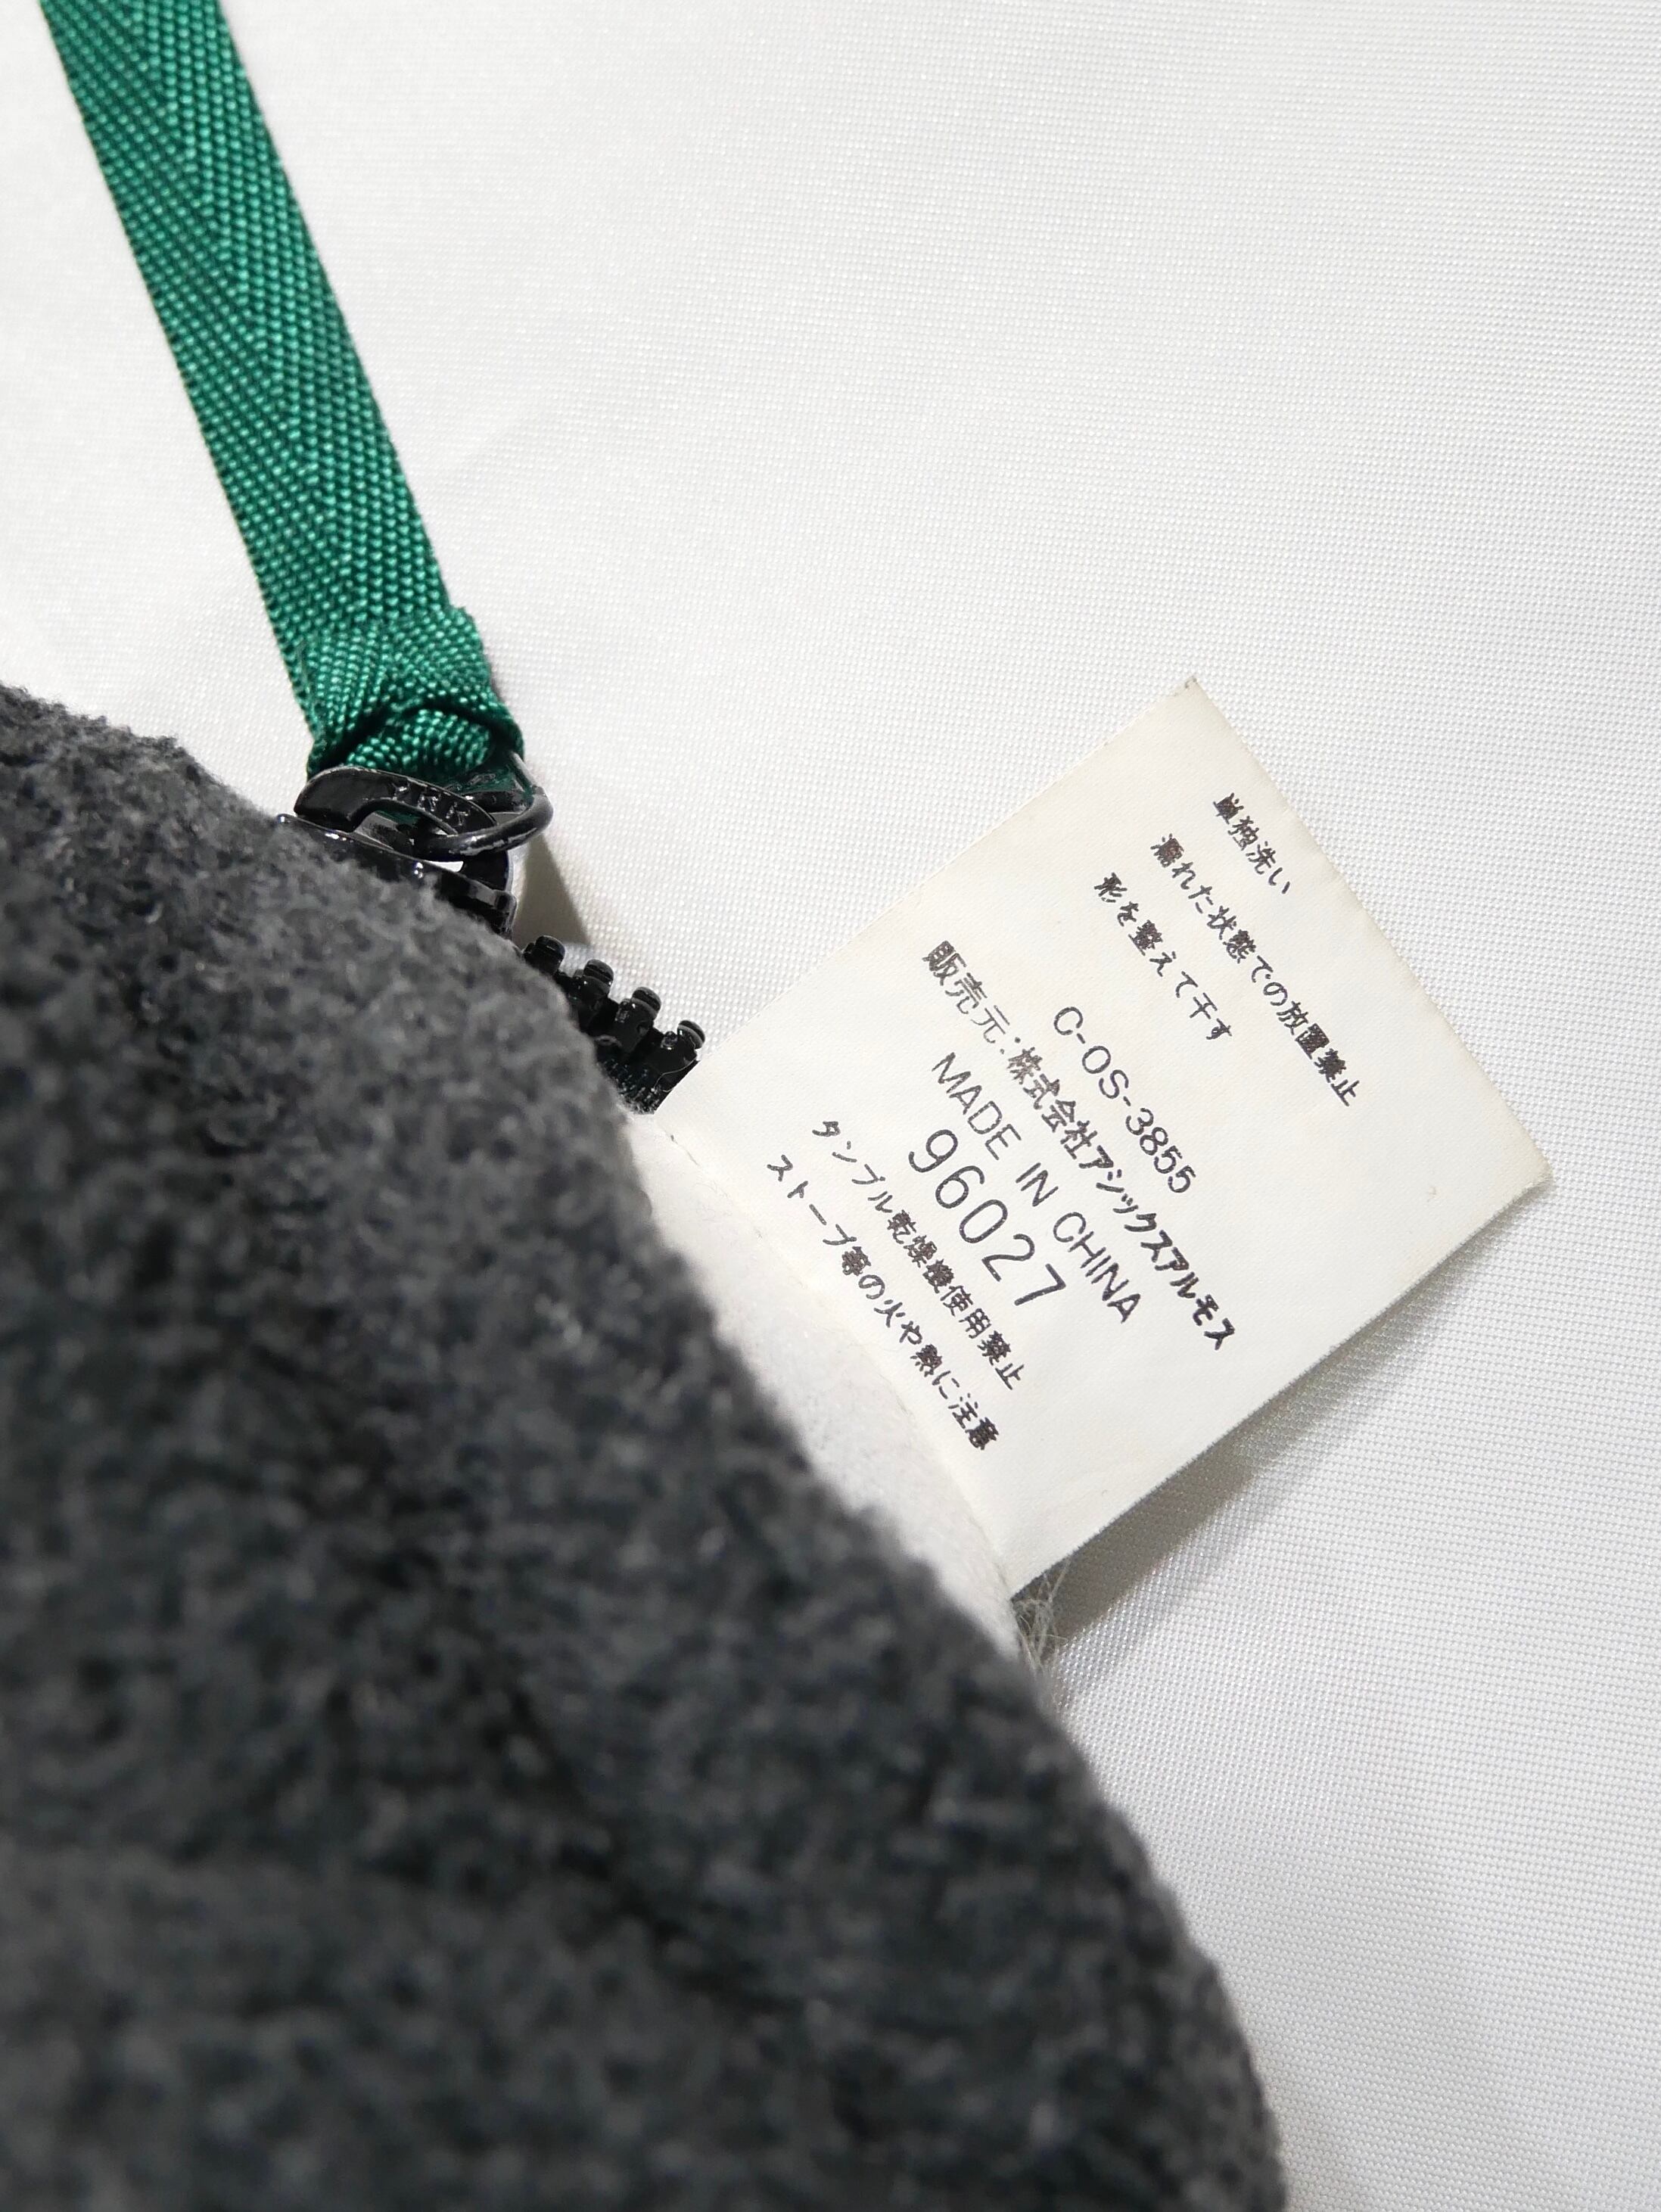 YKK
単独洗い
濡れた状態での放置禁止
形を整えて干す
C-OS-3855
販売元:株式会社アシックスアルモス
MADE IN CHINA
96027
タンブル乾燥機使用禁止
ストーブ等の火や熱に注意